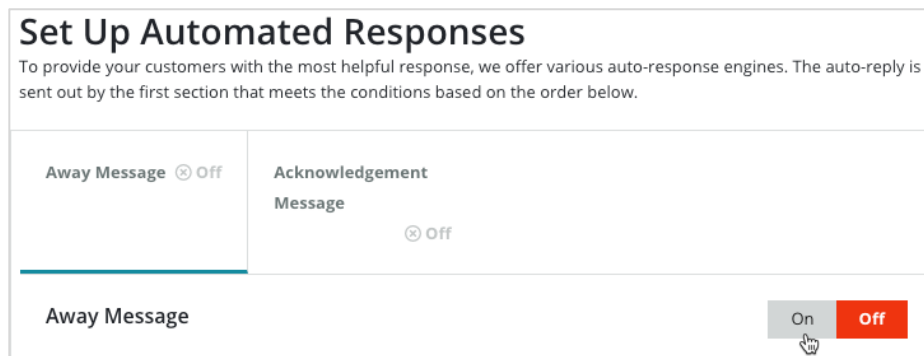 Set Up Automated Responses
To provide your customers with the most helpful response, we offer various auto-response engines. The auto-reply is
sent out by the first section that meets the conditions based on the order below.
Away Message Off
Acknowledgement
Message
Off
Away Message
On Off